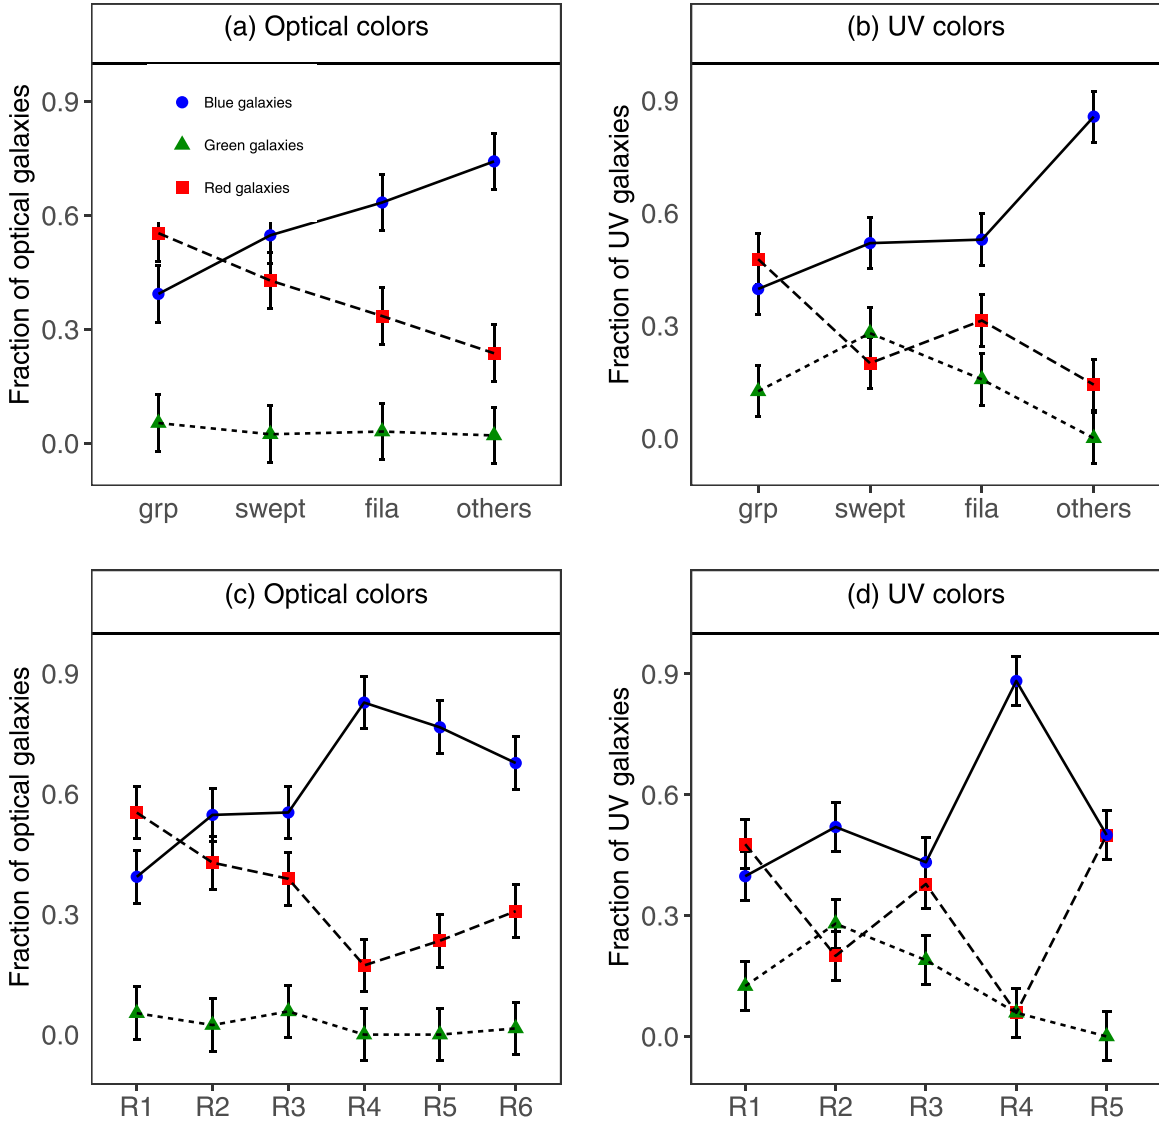 (a) Optical colors
Fraction of optical galaxies
0.9
0.6
0.3
0.0
Blue galaxies
Green galaxies
Red galaxies
grp swept fila others
(b) UV colors
Fraction of UV galaxies
0.9
0.6
0.3
0.0
grp swept fila others
(c) Optical colors
Fraction of optical galaxies
0.9
0.6
0.3
0.0
R1 R2 R3 R4 R5 R6
(d) UV colors
Fraction of UV galaxies
0.9
0.6
0.3
0.0
R1 R2 R3 R4 R5